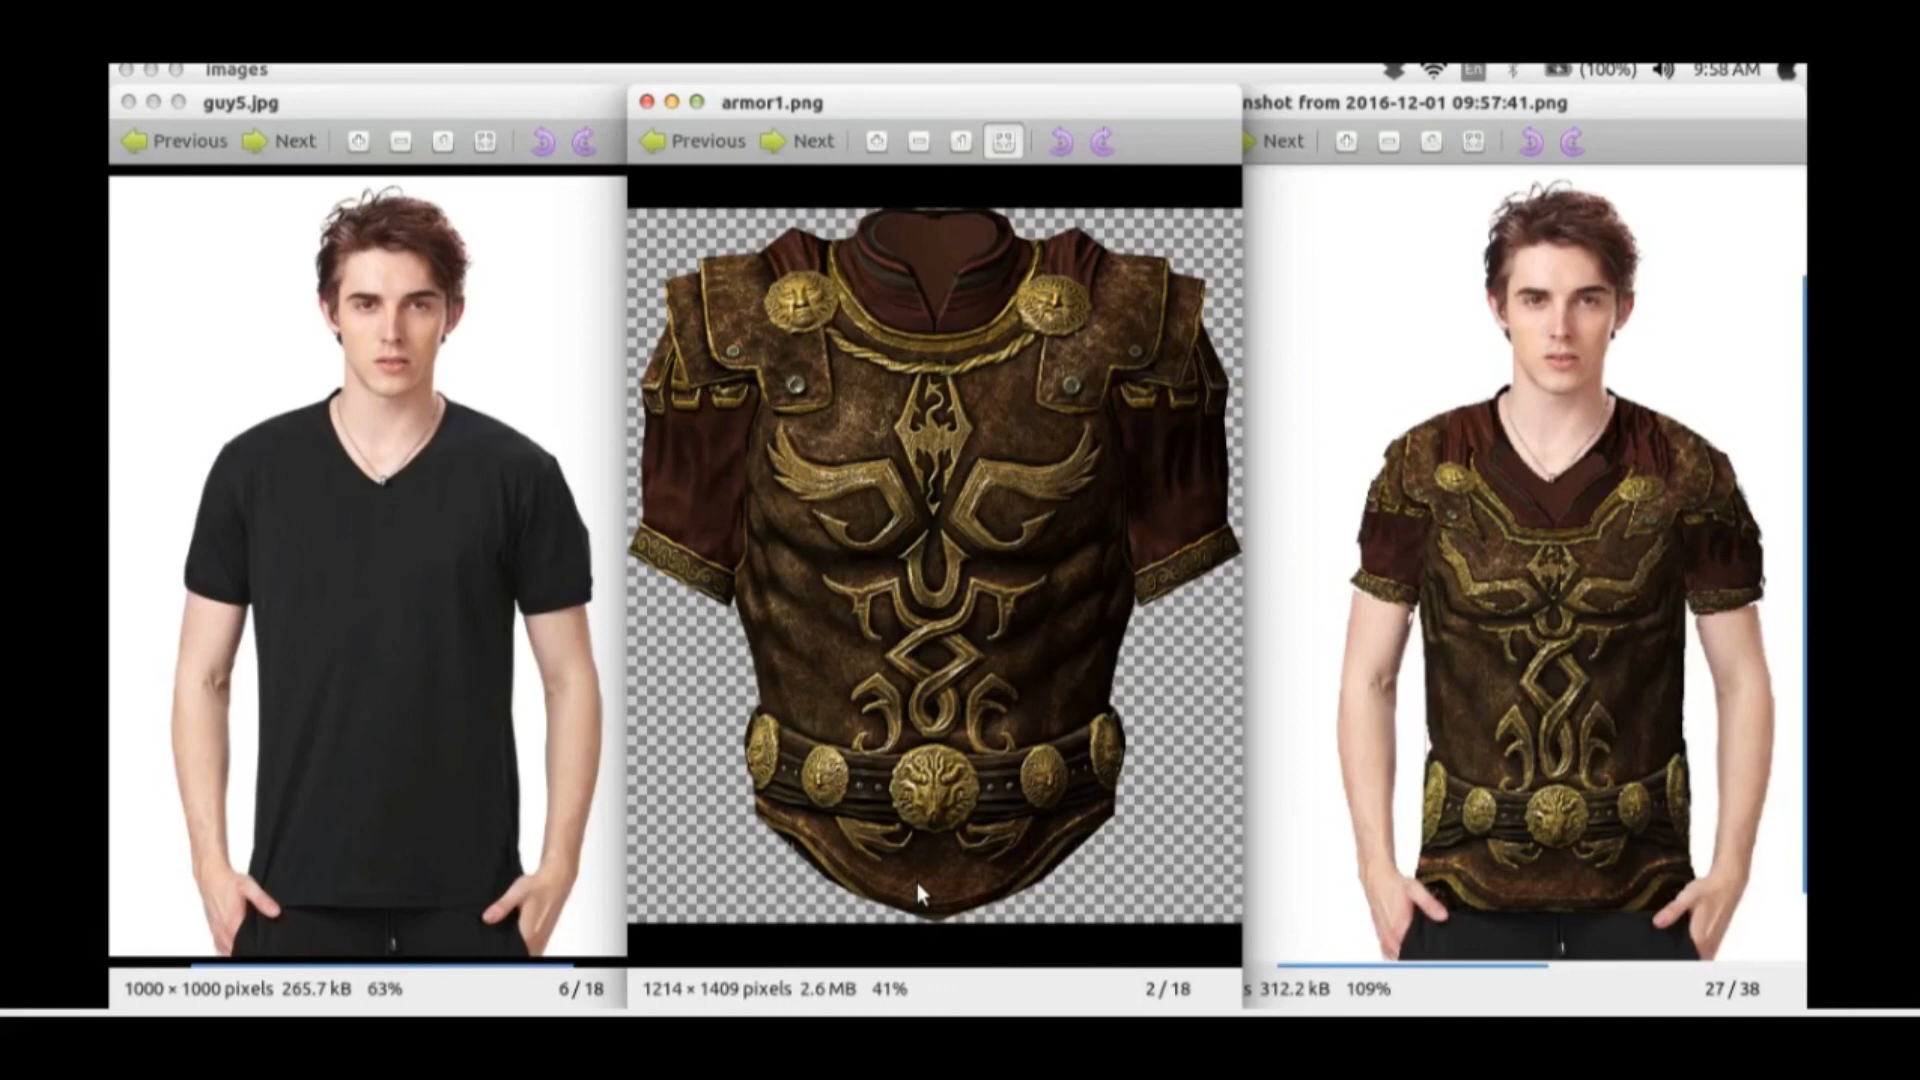 images
En (100%) 9:58 AM
guy5.jpg
armor1.png
nshot from 2016-12-01 09:57:41.png
Previous Next
Previous Next
Next
1000 × 1000 pixels 265.7 kB 63% 6 / 18
1214 × 1409 pixels 2.6 MB 41% 2 / 18
s 312.2 kB 109% 27 / 38